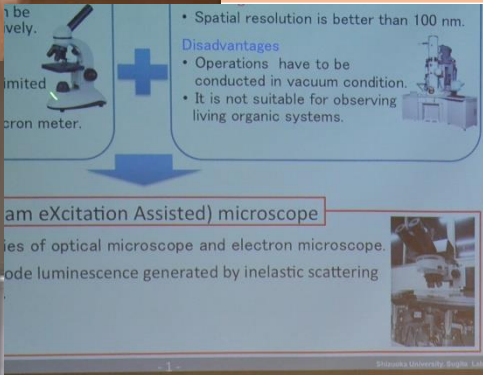 n be
ively.
imited
cron meter.
• Spatial resolution is better than 100 nm.
Disadvantages
• Operations have to be
conducted in vacuum condition.
• It is not suitable for observing
living organic systems.
am eXcitation Assisted) microscope
ies of optical microscope and electron microscope.
ode luminescence generated by inelastic scattering
- 1 -
Shizuoka University, Sugita Lab